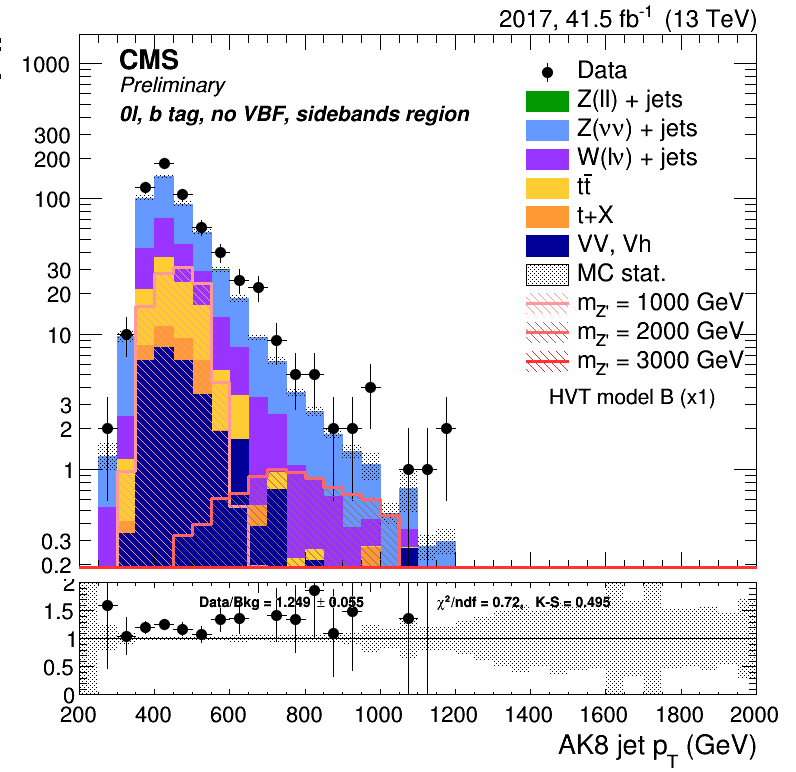 2017, 41.5 fb⁻¹ (13 TeV)
CMS
Preliminary
0l, b tag, no VBF, sidebands region
Data
Z(ll) + jets
Z(νν) + jets
W(lν) + jets
tt̄
t+X
VV, Vh
MC stat.
m_Z' = 1000 GeV
m_Z' = 2000 GeV
m_Z' = 3000 GeV
HVT model B (x1)
1000
300
200
100
30
20
10
3
2
1
0.3
0.2
Data/Bkg = 1.249 ± 0.055
χ²/ndf = 0.72, K-S = 0.495
2
1.5
1
0.5
0
200 400 600 800 1000 1200 1400 1600 1800 2000
AK8 jet p_T (GeV)